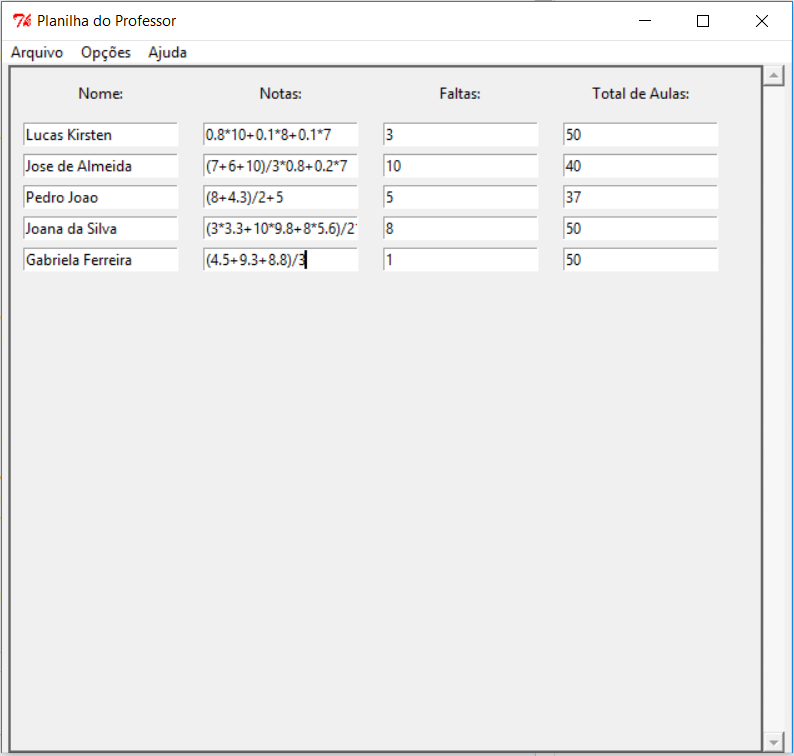 Planilha do Professor
Arquivo Opções Ajuda
Nome: Notas: Faltas: Total de Aulas:
Lucas Kirsten 0.8*10+0.1*8+0.1*7 3 50
Jose de Almeida (7+6+10)/3*0.8+0.2*7 10 40
Pedro Joao (8+4.3)/2+5 5 37
Joana da Silva (3*3.3+10*9.8+8*5.6)/2 8 50
Gabriela Ferreira (4.5+9.3+8.8)/3 1 50